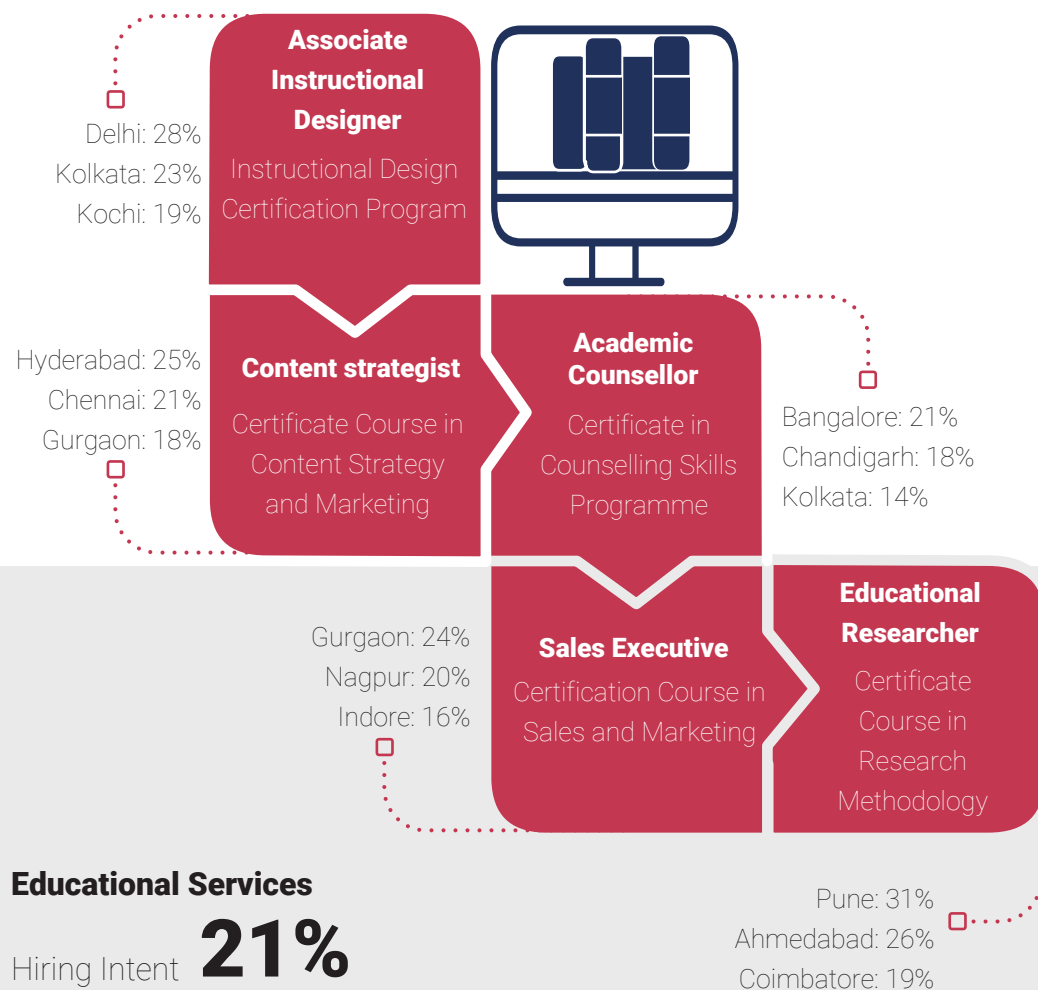 Associate
Instructional
Designer
Instructional Design
Certification Program
Delhi: 28%
Kolkata: 23%
Kochi: 19%
Content strategist
Certificate Course in
Content Strategy
and Marketing
Hyderabad: 25%
Chennai: 21%
Gurgaon: 18%
Academic
Counsellor
Certificate in
Counselling Skills
Programme
Bangalore: 21%
Chandigarh: 18%
Kolkata: 14%
Sales Executive
Certification Course in
Sales and Marketing
Gurgaon: 24%
Nagpur: 20%
Indore: 16%
Educational
Researcher
Certificate
Course in
Research
Methodology
Pune: 31%
Ahmedabad: 26%
Coimbatore: 19%
Educational Services
Hiring Intent 21%